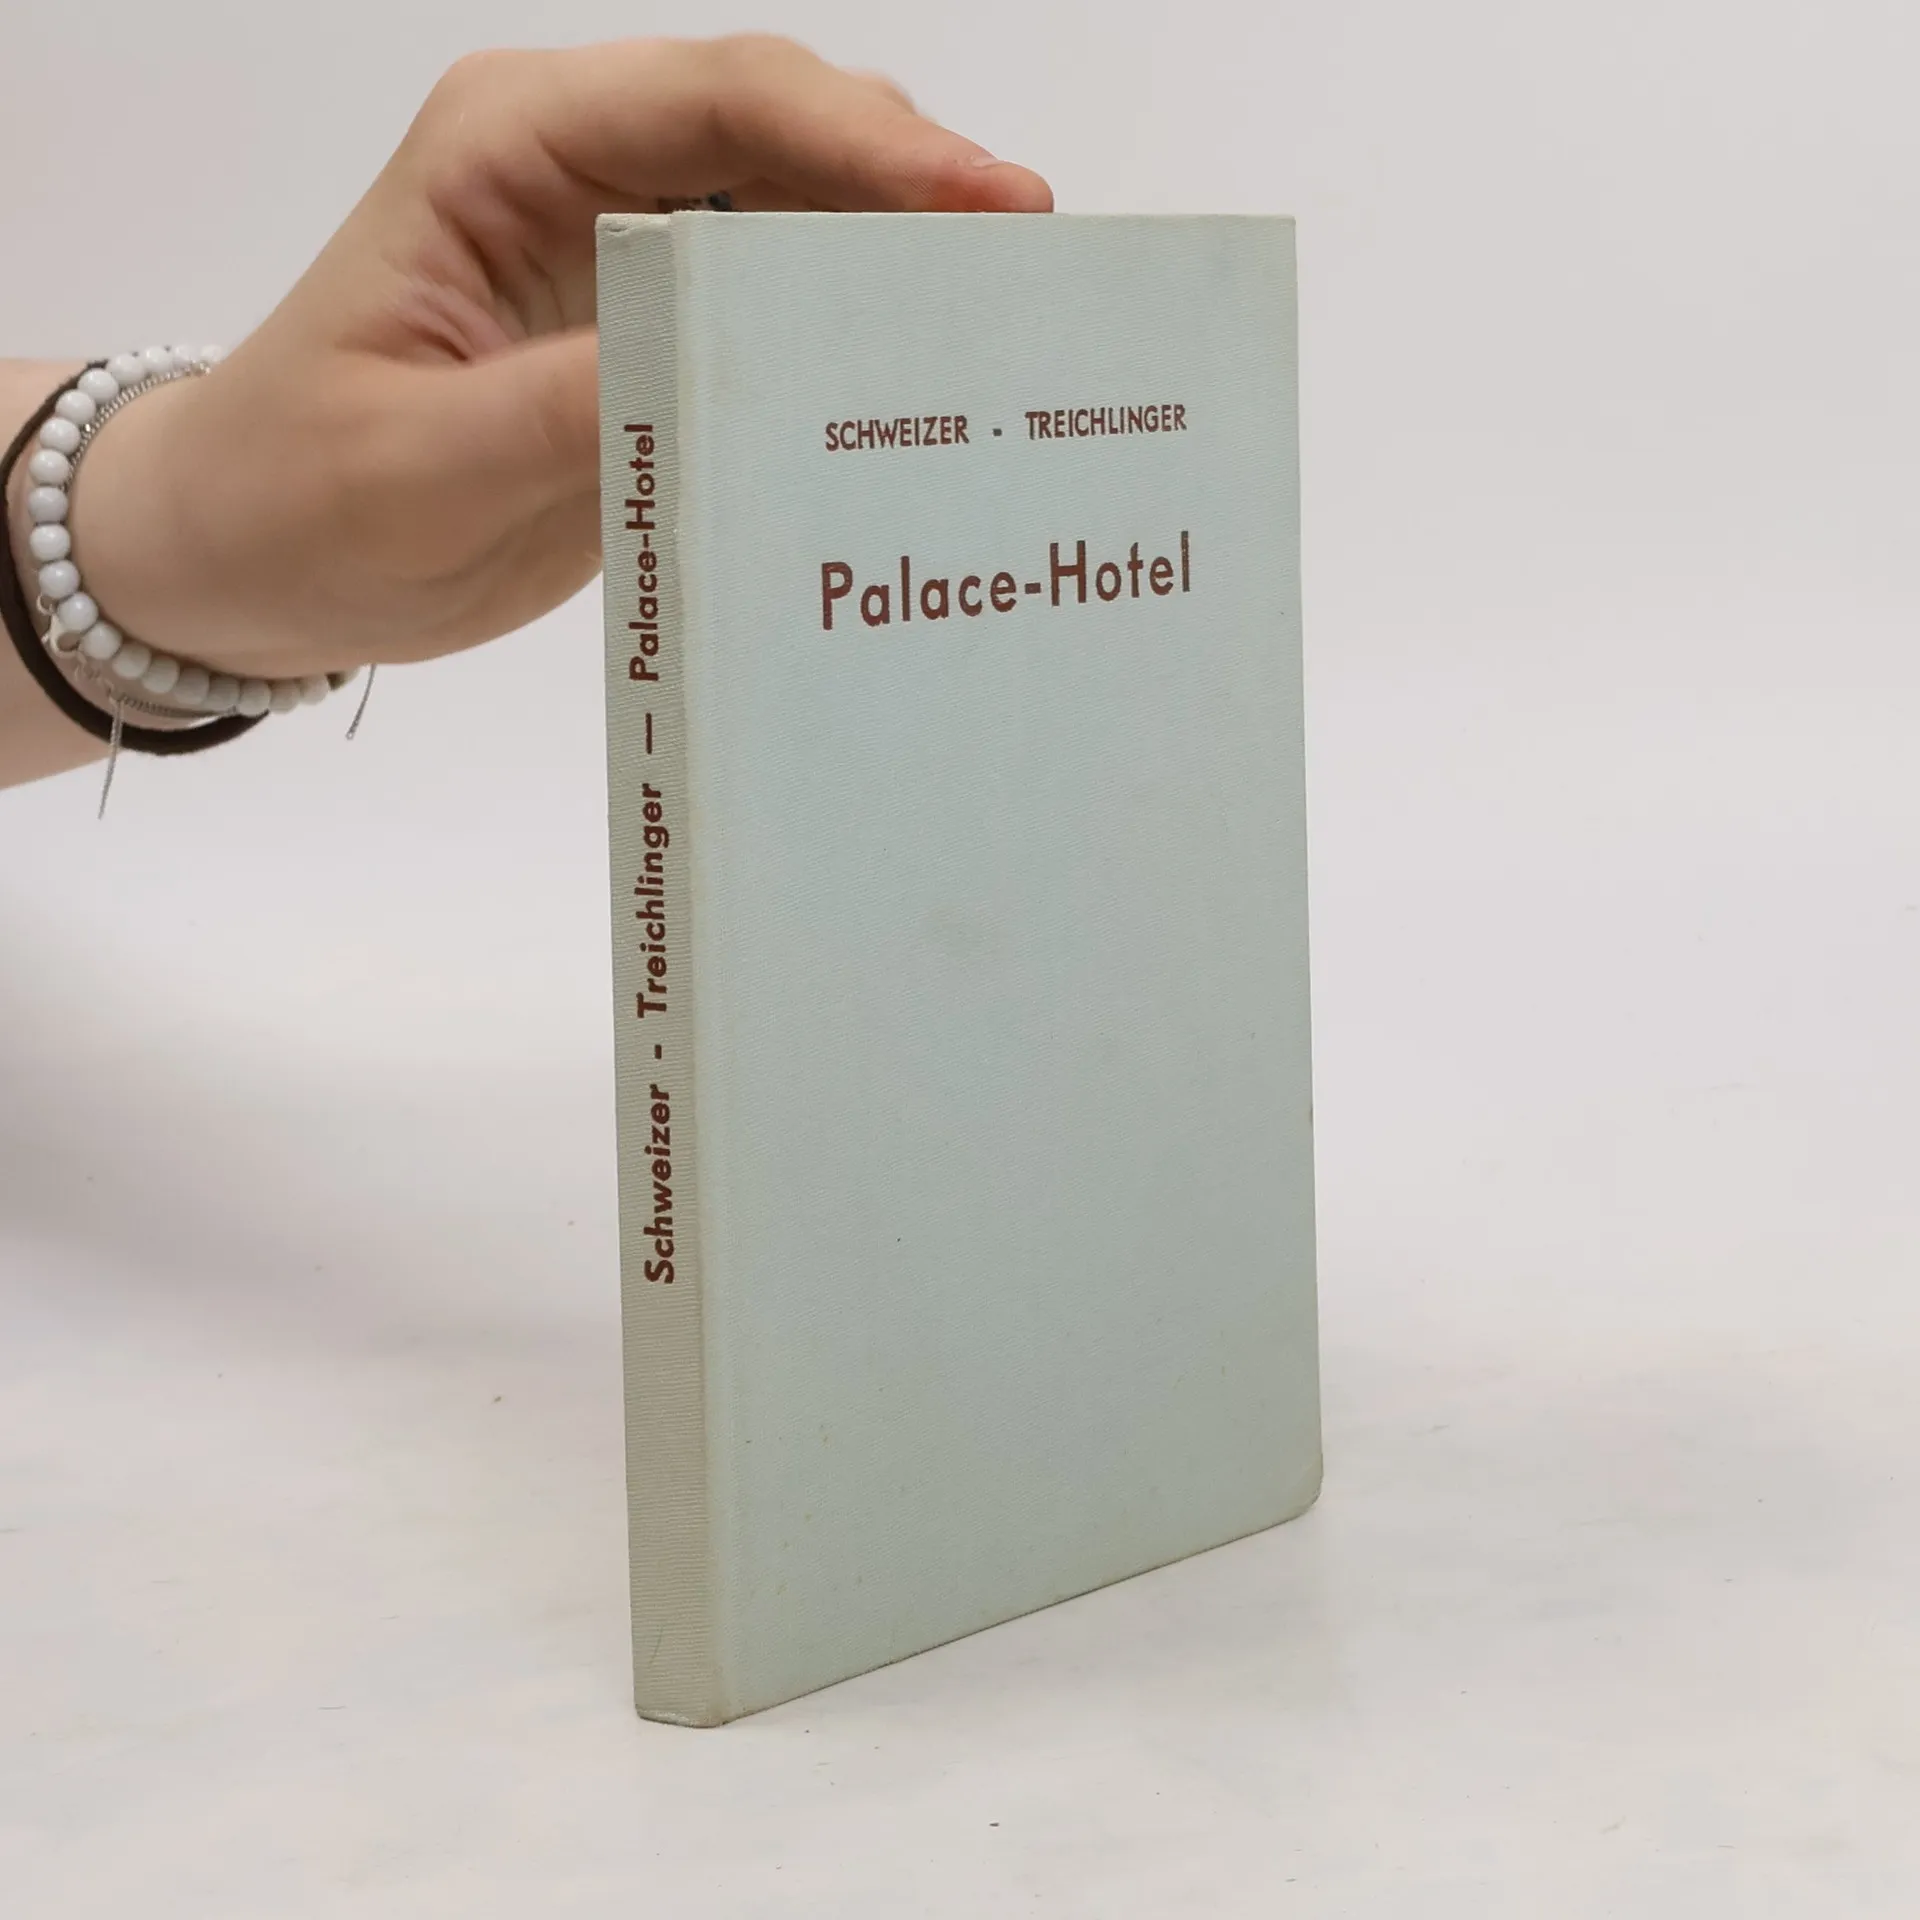 SCHWEIZER - TREICHLINGER
Palace-Hotel
Schweizer - Treichlinger — Palace-Hotel